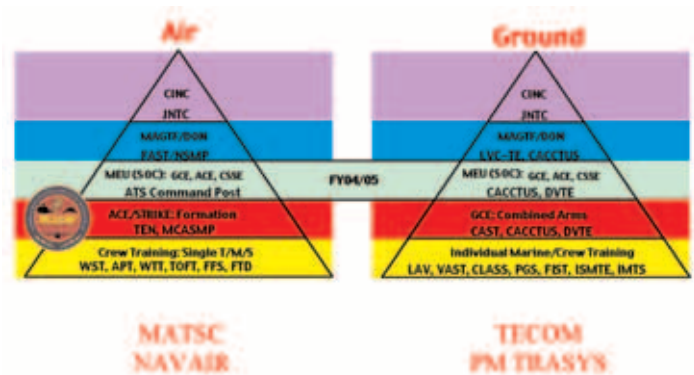 Air
Ground
CINC
JNTC
CINC
JNTC
MAGTF/DON
FAST/NSMP
MAGTF/DON
LVC-TE, CACCTUS
MEU (SOC): GCE, ACE, CSSE
ATS Command Post
FY04/05
MEU (SOC): GCE, ACE, CSSE
CACCTUS, DVTE
ACE/STRIKE: Formation
TEN, MCASMP
GCE: Combined Arms
CAST, CACCTUS, DVTE
Crew Training: Single T/M/S
WST, APT, WTT, TOFT, FFS, FTD
Individual Marine/Crew Training
LAV, VAST, CLASS, PGS, FIST, ISMTE, IMTS
MATSC
NAVAIR
TECOM
PM TRASYS